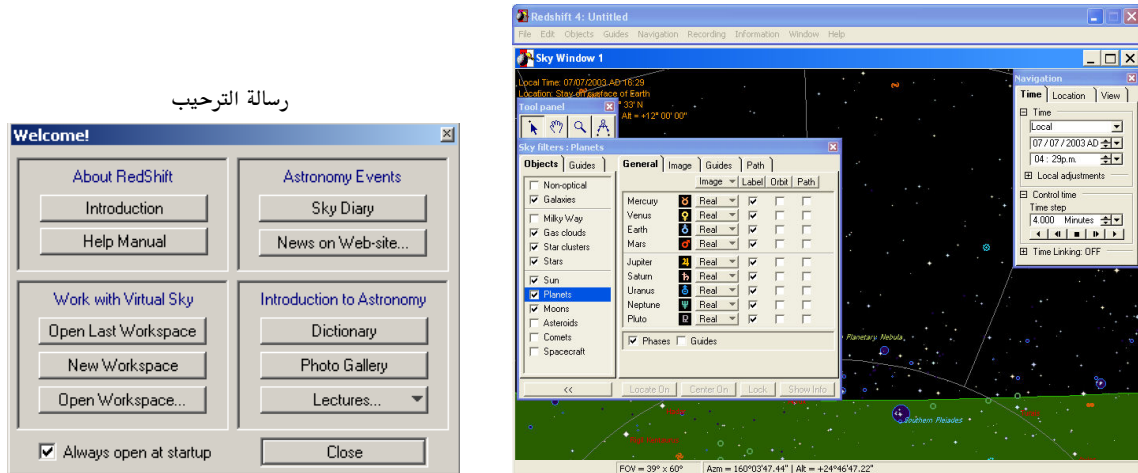 رسالة الترحيب
Welcome!
About RedShift
Introduction
Help Manual
Astronomy Events
Sky Diary
News on Web-site...
Work with Virtual Sky
Open Last Workspace
New Workspace
Open Workspace...
Introduction to Astronomy
Dictionary
Photo Gallery
Lectures...
Always open at startup
Close
Redshift 4: Untitled
File Edit Objects Guides Navigation Recording Information Window Help
Sky Window 1
Local Time: 07/07/2003 AD 16:29
Location: Stay on surface of Earth
33' N
Alt = +12° 00' 00"
Tool panel
Sky filters : Planets
Objects Guides
Non-optical
Galaxies
Milky Way
Gas clouds
Star clusters
Stars
Sun
Planets
Moons
Asteroids
Comets
Spacecraft
<<
General Image Guides Path
Image Label Orbit Path
Mercury Real
Venus Real
Earth Real
Mars Real
Jupiter Real
Saturn Real
Uranus Real
Neptune Real
Pluto Real
Phases Guides
Locate On Center On Lock Show Info
Navigation
Time Location View
Time
Local
07/07/2003 AD
04 : 29p.m.
Local adjustments
Control time
Time step
4.000 Minutes
Time Linking: OFF
Planetary Nebula
Southern Pleiades
FOV = 39° x 60° Azm = 160°03'47.44" | Alt = +24°46'47.22"